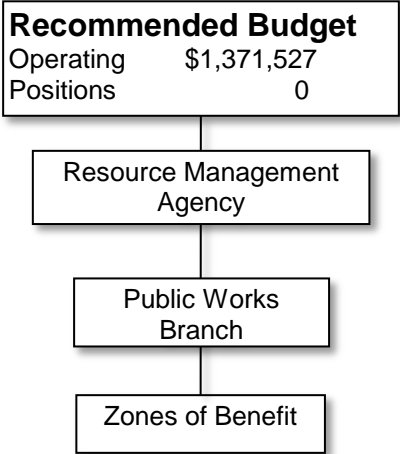 Recommended Budget
Operating $1,371,527
Positions 0
Resource Management
Agency
Public Works
Branch
Zones of Benefit